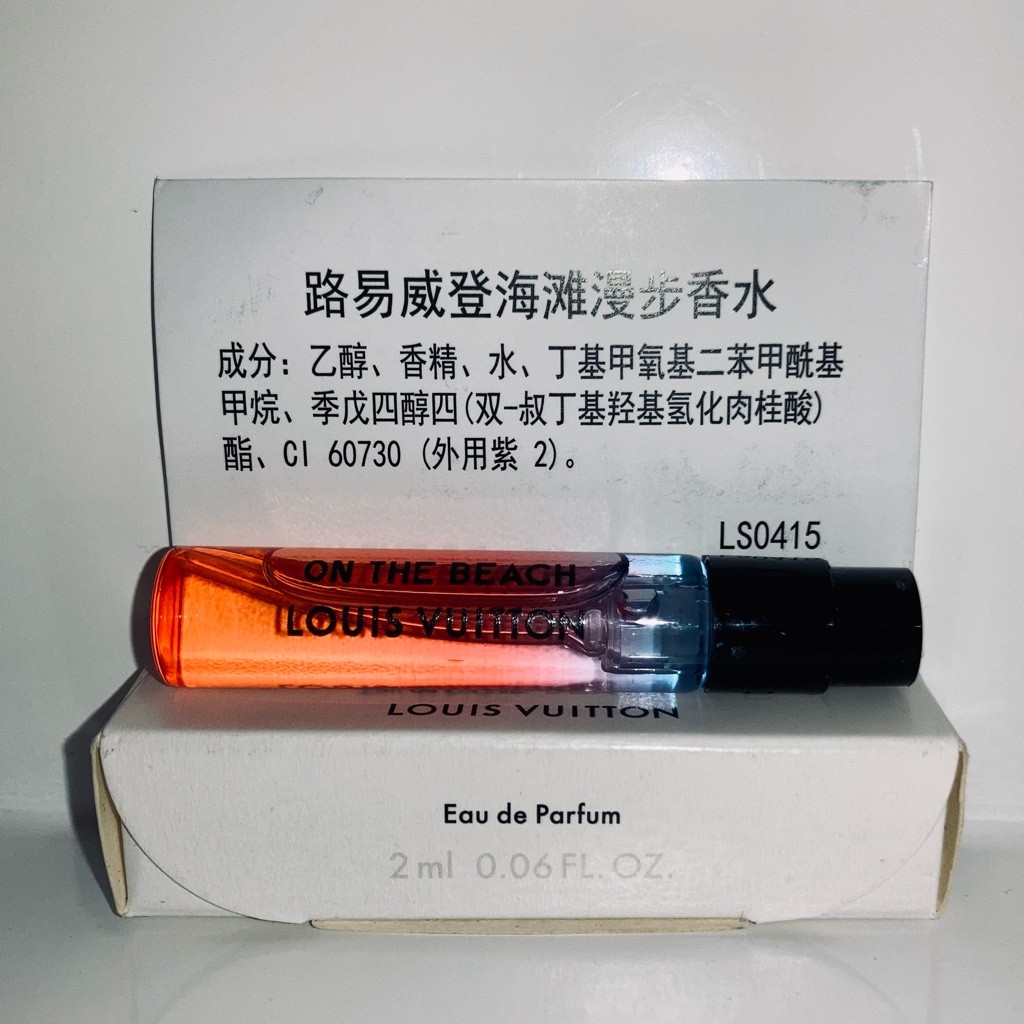 路易威登海滩漫步香水
成分：乙醇、香精、水、丁基甲氧基二苯甲酰基
甲烷、季戊四醇四(双-叔丁基羟基氢化肉桂酸)
酯、CI 60730 (外用紫 2)。
LS0415
ON THE BEACH
LOUIS VUITTON
LOUIS VUITTON
Eau de Parfum
2 ml 0.06 FL. OZ.